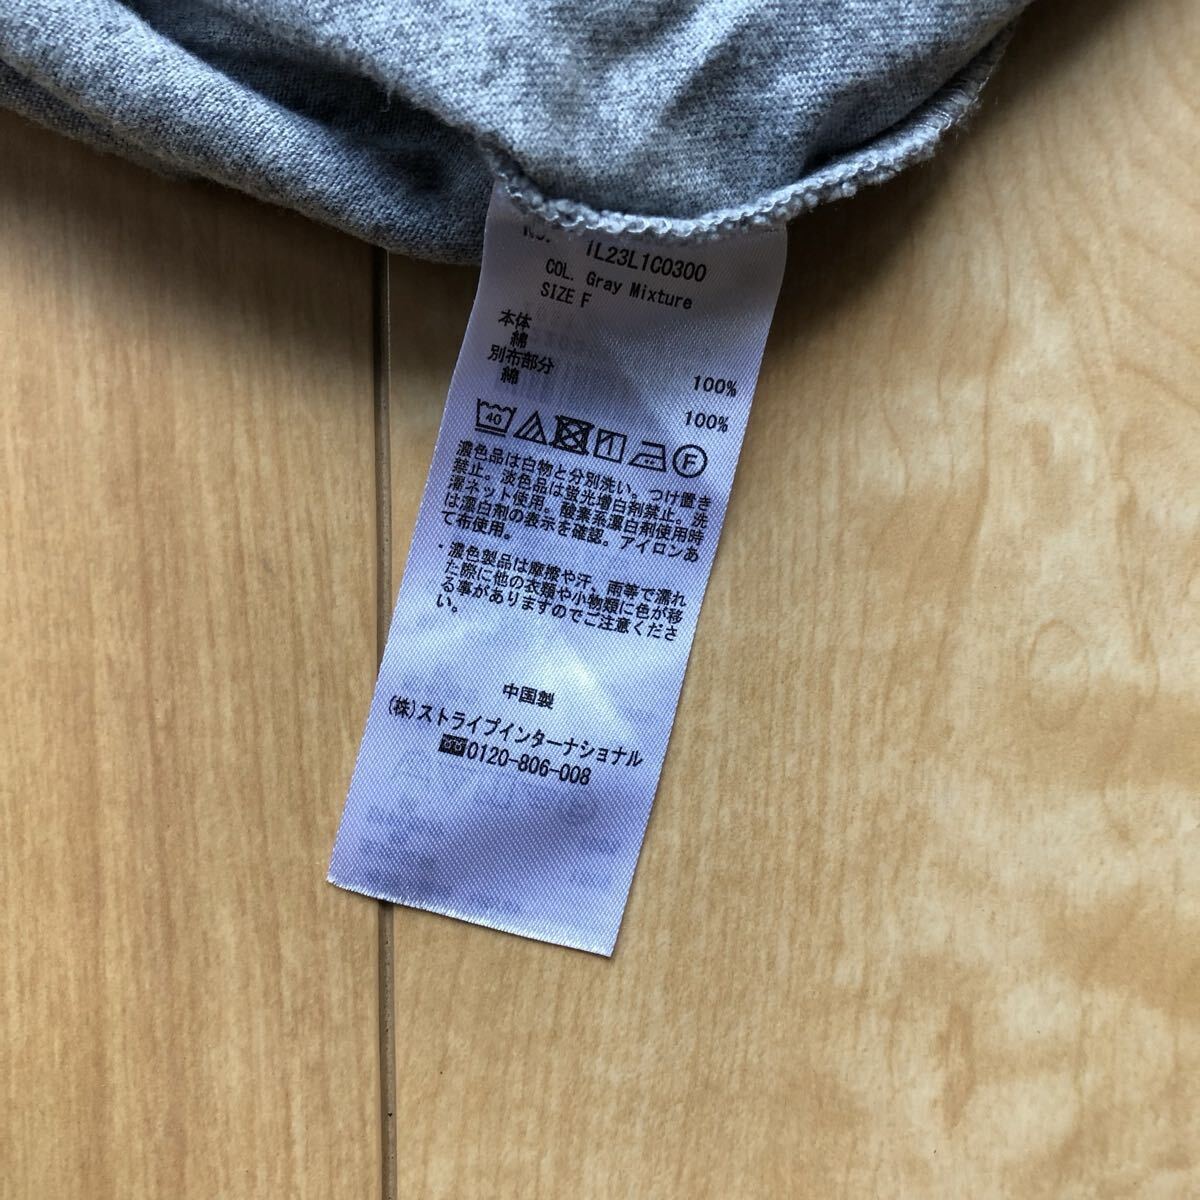 IL23L1C0300
COL. Gray Mixture
SIZE F
本体
綿 100%
別布部分
綿 100%
40 F
濃色品は白物と分別洗い。つけ置き
禁止。淡色品は蛍光増白剤禁止。洗
濯ネット使用。酸素系漂白剤使用時
は漂白剤の表示を確認。アイロンあ
て布使用。
・濃色製品は摩擦や汗、雨等で濡れ
た際に他の衣類や小物類に色が移
る事がありますのでご注意くださ
い。
中国製
(株)ストライプインターナショナル
0120-806-008